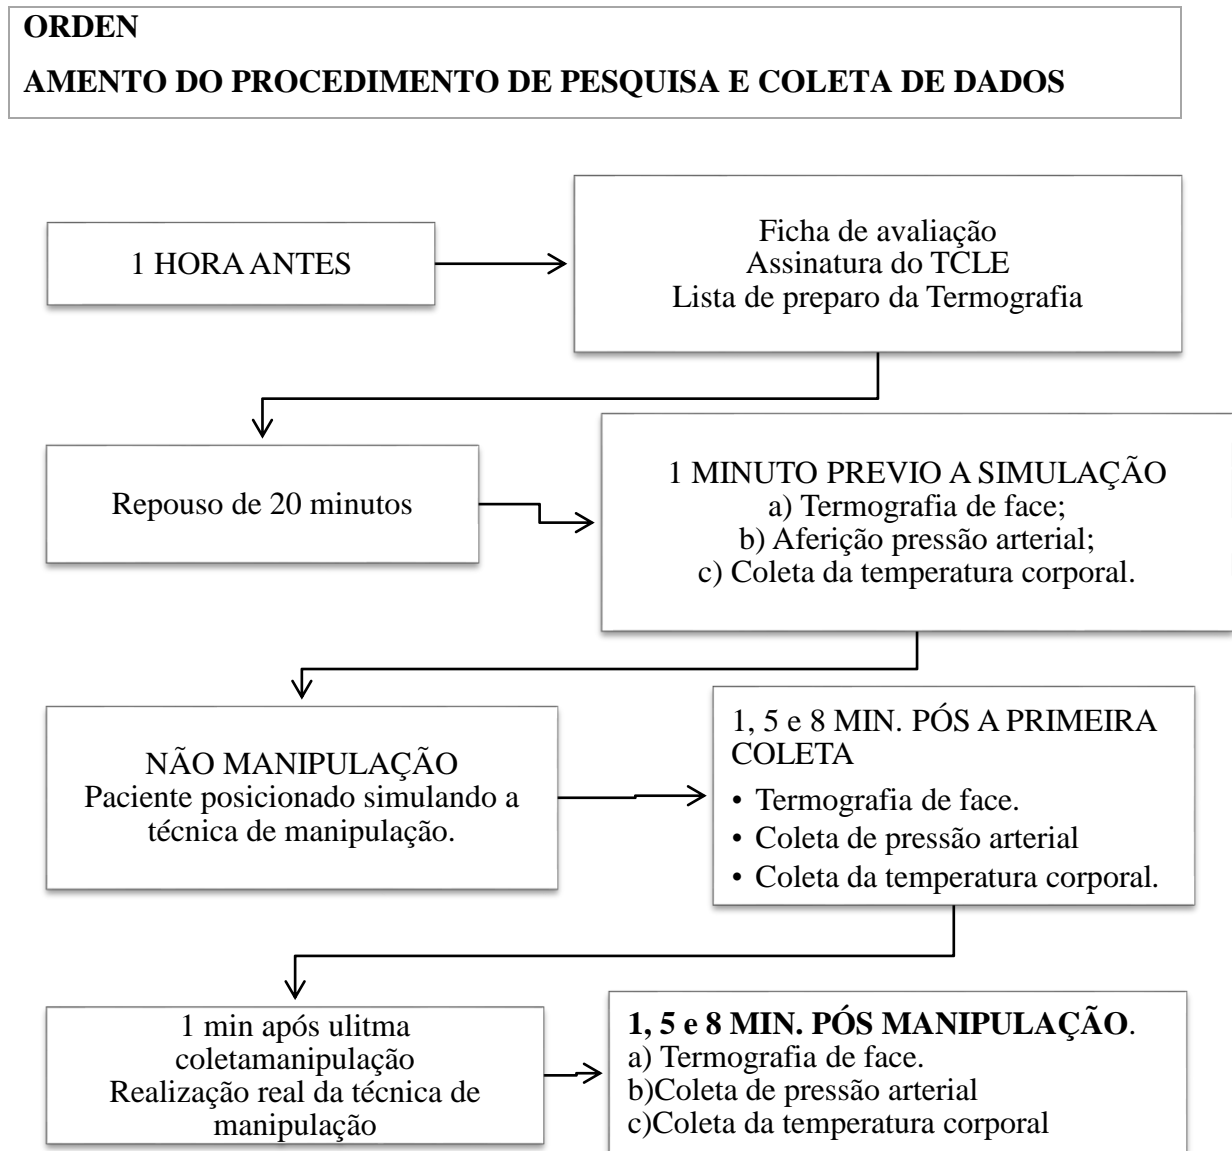 ORDEN
AMENTO DO PROCEDIMENTO DE PESQUISA E COLETA DE DADOS
1 HORA ANTES
Ficha de avaliação
Assinatura do TCLE
Lista de preparo da Termografia
Repouso de 20 minutos
1 MINUTO PREVIO A SIMULAÇÃO
a) Termografia de face;
b) Aferição pressão arterial;
c) Coleta da temperatura corporal.
NÃO MANIPULAÇÃO
Paciente posicionado simulando a
técnica de manipulação.
1, 5 e 8 MIN. PÓS A PRIMEIRA
COLETA
• Termografia de face.
• Coleta de pressão arterial
• Coleta da temperatura corporal.
1 min após ulitma
coletamanipulação
Realização real da técnica de
manipulação
1, 5 e 8 MIN. PÓS MANIPULAÇÃO.
a) Termografia de face.
b)Coleta de pressão arterial
c)Coleta da temperatura corporal